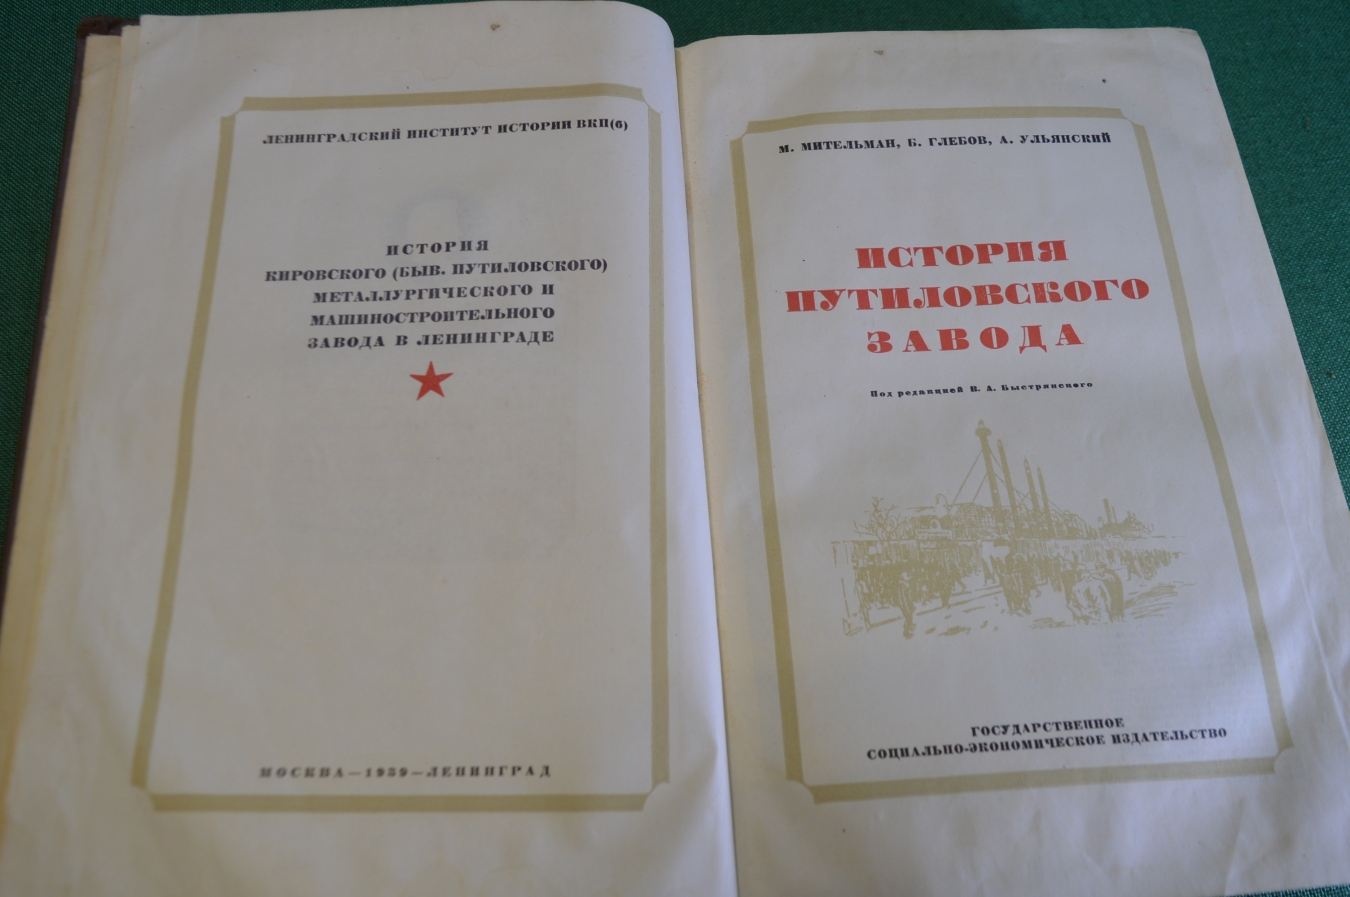 ЛЕНИНГРАДСКИЙ ИНСТИТУТ ИСТОРИИ ВКП(б)
ИСТОРИЯ
КИРОВСКОГО (БЫВ. ПУТИЛОВСКОГО)
МЕТАЛЛУРГИЧЕСКОГО И
МАШИНОСТРОИТЕЛЬНОГО
ЗАВОДА В ЛЕНИНГРАДЕ
МОСКВА — 1939 — ЛЕНИНГРАД
М. МИТЕЛЬМАН, Б. ГЛЕБОВ, А. УЛЬЯНСКИЙ
ИСТОРИЯ
ПУТИЛОВСКОГО
ЗАВОДА
Под редакцией В. А. Быстрянского
ГОСУДАРСТВЕННОЕ
СОЦИАЛЬНО-ЭКОНОМИЧЕСКОЕ ИЗДАТЕЛЬСТВО